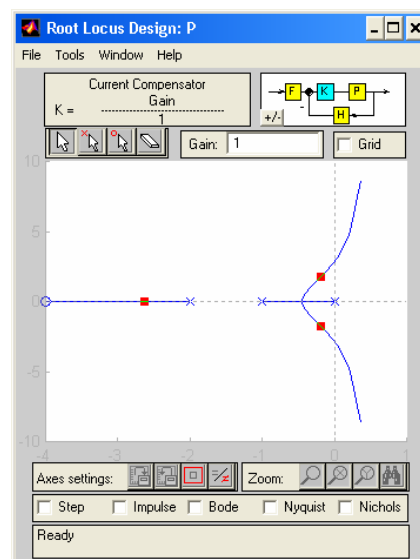 Root Locus Design: P
File Tools Window Help
Current Compensator
K = Gain
1
F K P
- H
+/-
Gain: 1 Grid
10
5
0
-5
-10
-4 -3 -2 -1 0 1
Axes settings: Zoom:
Step Impulse Bode Nyquist Nichols
Ready